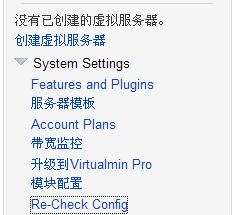 没有已创建的虚拟服务器。
创建虚拟服务器
System Settings
Features and Plugins
服务器模板
Account Plans
带宽监控
升级到Virtualmin Pro
模块配置
Re-Check Config